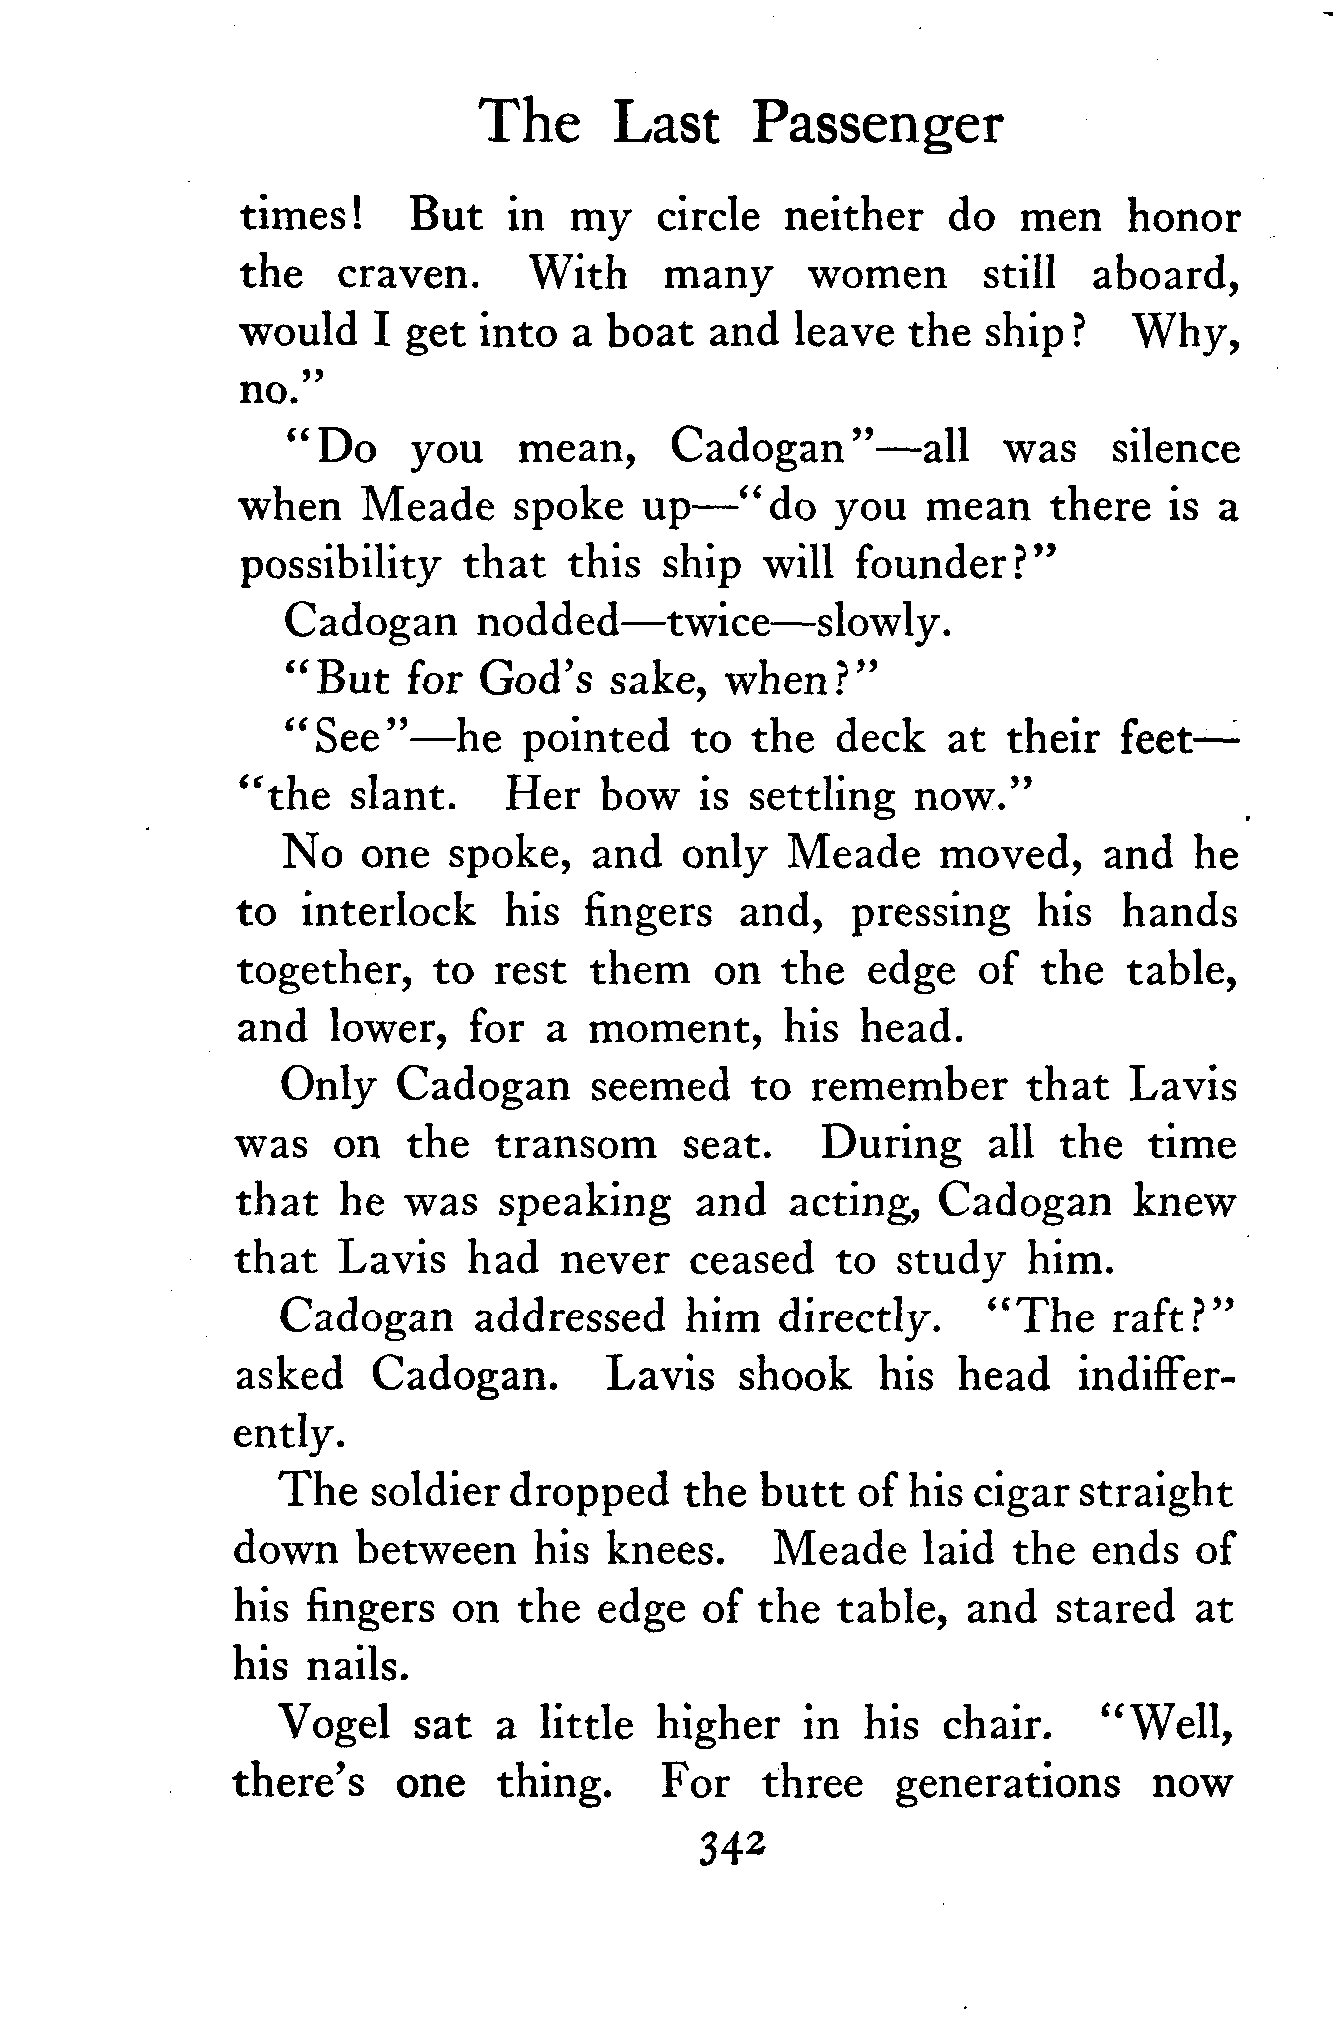 The Last Passenger
times! But in my circle neither do men honor
the craven. With many women still aboard,
would I get into a boat and leave the ship? Why,
no."
"Do you mean, Cadogan"—all was silence
when Meade spoke up—"do you mean there is a
possibility that this ship will founder?"
Cadogan nodded—twice—slowly.
"But for God's sake, when?"
"See"—he pointed to the deck at their feet—
"the slant. Her bow is settling now."
No one spoke, and only Meade moved, and he
to interlock his fingers and, pressing his hands
together, to rest them on the edge of the table,
and lower, for a moment, his head.
Only Cadogan seemed to remember that Lavis
was on the transom seat. During all the time
that he was speaking and acting, Cadogan knew
that Lavis had never ceased to study him.
Cadogan addressed him directly. "The raft?"
asked Cadogan. Lavis shook his head indiffer-
ently.
The soldier dropped the butt of his cigar straight
down between his knees. Meade laid the ends of
his fingers on the edge of the table, and stared at
his nails.
Vogel sat a little higher in his chair. "Well,
there's one thing. For three generations now
342